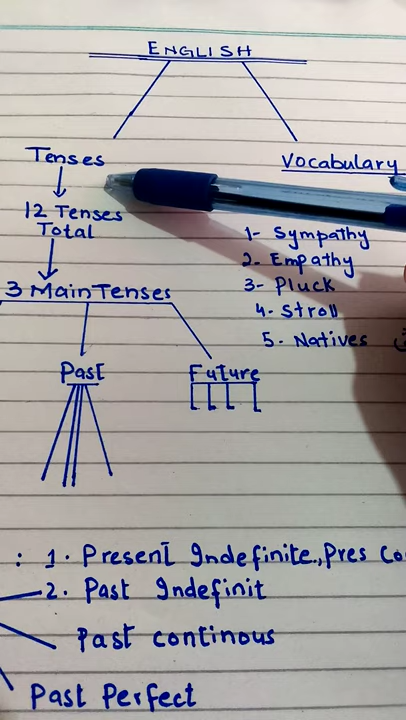 ENGLISH
Tenses
Vocabulary
12 Tenses
Total
1- Sympathy
2. Empathy
3- Pluck
4. Stroll
5. Natives
3 Main Tenses
Past
Future
: 1. Present Indefinite., Pres Co
2. Past Indefinit
Past continous
Past Perfect